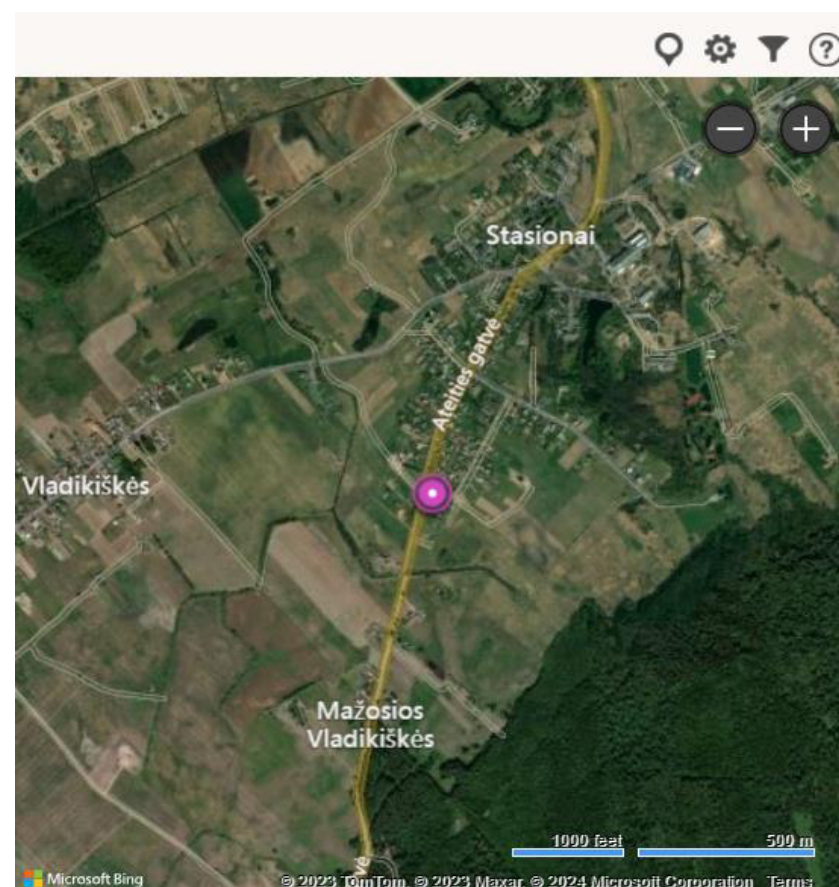 Stasionai
Ateities gatvė
Vladikiškės
Mažosios
Vladikiškės
1000 feet 500 m
Microsoft Bing © 2023 TomTom, © 2023 Maxar, © 2024 Microsoft Corporation Terms